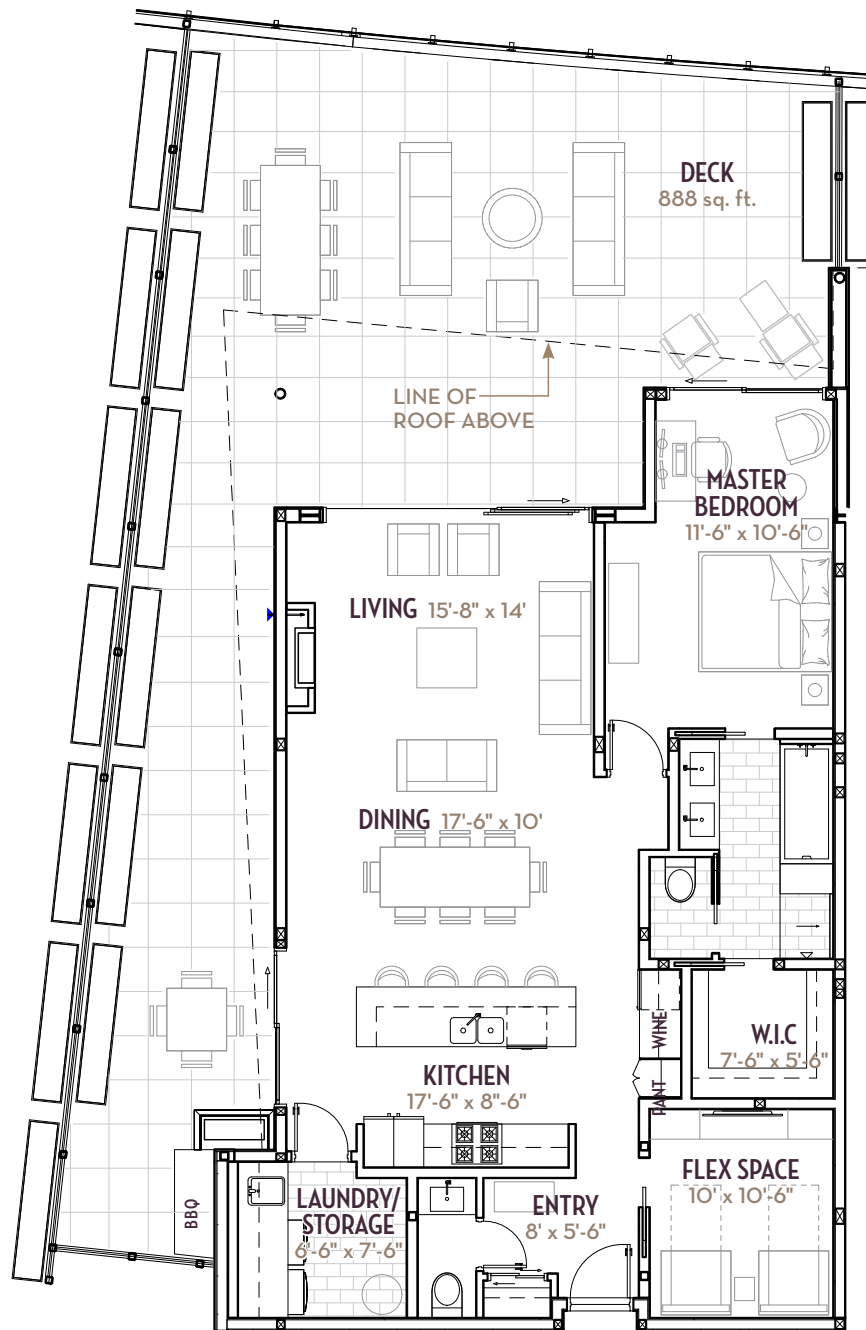 DECK
888 sq. ft.
LINE OF
ROOF ABOVE
MASTER
BEDROOM
11'-6" x 10'-6"
LIVING 15'-8" x 14'
DINING 17'-6" x 10'
WINE
W.I.C
7'-6" x 5'-6"
KITCHEN
17'-6" x 8"-6"
PANT
FLEX SPACE
10' x 10'-6"
LAUNDRY/
STORAGE
6'-6" x 7'-6"
ENTRY
8' x 5'-6"
BBQ